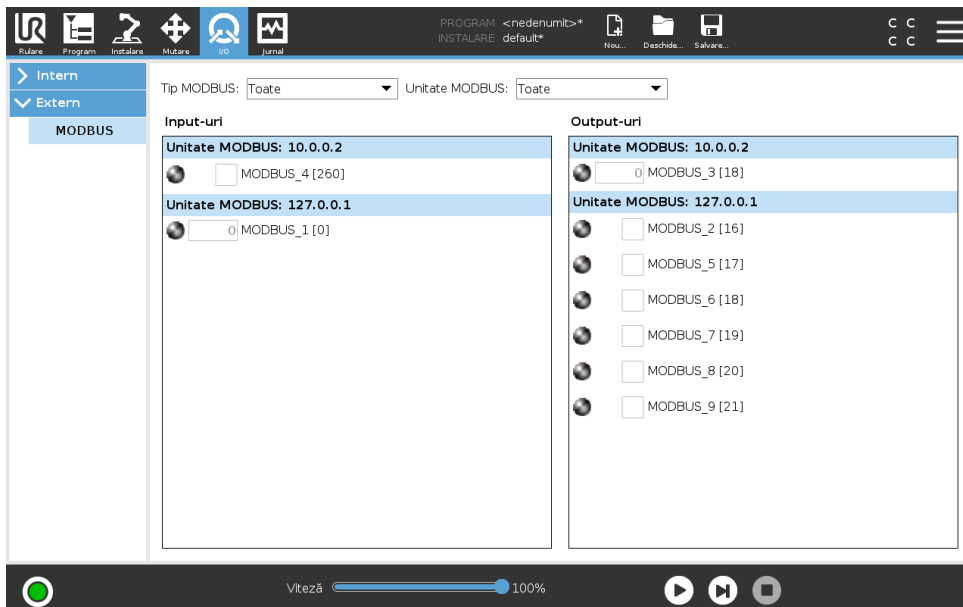 UR
PROGRAM <nedenumit>*
INSTALARE default*
C C
C C
Rulare Program Instalare Mutare I/O Jurnal Nou... Deschide... Salvare...
Intern
Extern
MODBUS
Tip MODBUS: Toate Unitate MODBUS: Toate
Input-uri
Unitate MODBUS: 10.0.0.2
MODBUS_4 [260]
Unitate MODBUS: 127.0.0.1
0 MODBUS_1 [0]
Output-uri
Unitate MODBUS: 10.0.0.2
0 MODBUS_3 [18]
Unitate MODBUS: 127.0.0.1
MODBUS_2 [16]
MODBUS_5 [17]
MODBUS_6 [18]
MODBUS_7 [19]
MODBUS_8 [20]
MODBUS_9 [21]
Viteză 100%